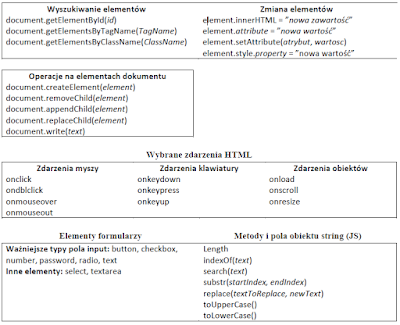 Wyszukiwanie elementów
document.getElementById(id)
document.getElementsByTagName(TagName)
document.getElementsByClassName(ClassName)
Zmiana elementów
element.innerHTML = "nowa zawartość"
element.attribute = "nowa wartość"
element.setAttribute(atrybut, wartosc)
element.style.property = "nowa wartość"
Operacje na elementach dokumentu
document.createElement(element)
document.removeChild(element)
document.appendChild(element)
document.replaceChild(element)
document.write(text)
Wybrane zdarzenia HTML
Zdarzenia myszy
onclick
ondblclick
onmouseover
onmouseout
Zdarzenia klawiatury
onkeydown
onkeypress
onkeyup
Zdarzenia obiektów
onload
onscroll
onresize
Elementy formularzy
Ważniejsze typy pola input: button, checkbox,
number, password, radio, text
Inne elementy: select, textarea
Metody i pola obiektu string (JS)
Length
indexOf(text)
search(text)
substr(startIndex, endIndex)
replace(textToReplace, newText)
toUpperCase()
toLowerCase()